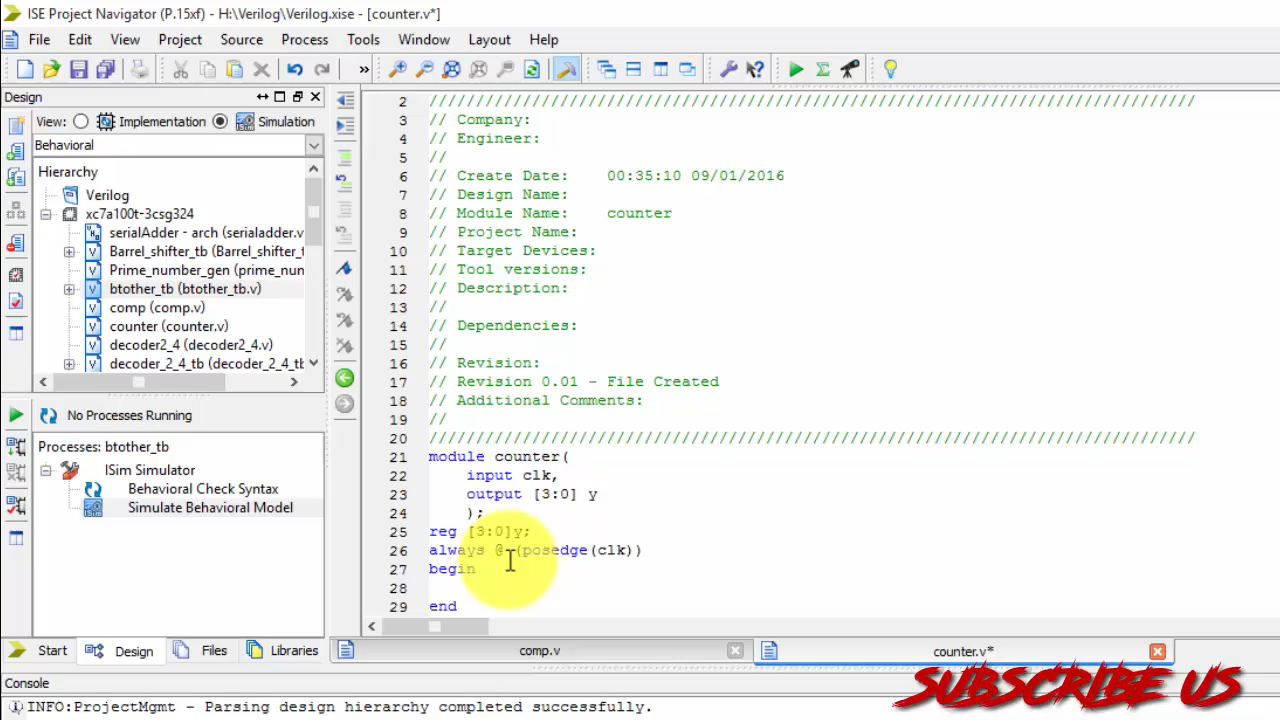 ISE Project Navigator (P.15xf) - H:\Verilog\Verilog.xise - [counter.v*]
File Edit View Project Source Process Tools Window Layout Help
»
Design
View: Implementation Simulation
Behavioral
Hierarchy
Verilog
xc7a100t-3csg324
serialAdder - arch (serialadder.v
Barrel_shifter_tb (Barrel_shifter_t
Prime_number_gen (prime_nun
btother_tb (btother_tb.v)
comp (comp.v)
counter (counter.v)
decoder2_4 (decoder2_4.v)
decoder_2_4_tb (decoder_2_4_tb
No Processes Running
Processes: btother_tb
ISim Simulator
Behavioral Check Syntax
Simulate Behavioral Model
Start Design Files Libraries
2 //////////////////////////////////////////////////////////////////////////////////
3 // Company:
4 // Engineer:
5 //
6 // Create Date: 00:35:10 09/01/2016
7 // Design Name:
8 // Module Name: counter
9 // Project Name:
10 // Target Devices:
11 // Tool versions:
12 // Description:
13 //
14 // Dependencies:
15 //
16 // Revision:
17 // Revision 0.01 - File Created
18 // Additional Comments:
19 //
20 //////////////////////////////////////////////////////////////////////////////////
21 module counter(
22 input clk,
23 output [3:0] y
24 );
25 reg [3:0]y;
26 always @ (posedge(clk))
27 begin
28
29 end
comp.v counter.v*
SUBSCRIBE US
Console
INFO:ProjectMgmt - Parsing design hierarchy completed successfully.